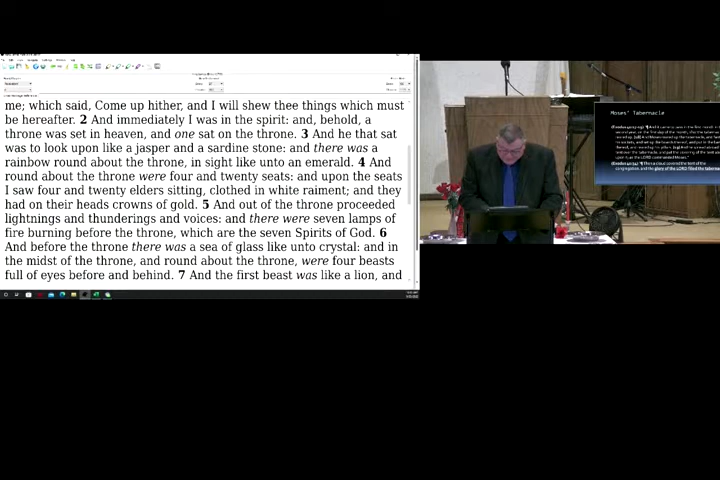 me; which said, Come up hither, and I will shew thee things which must
be hereafter. 2 And immediately I was in the spirit: and, behold, a
throne was set in heaven, and one sat on the throne. 3 And he that sat
was to look upon like a jasper and a sardine stone: and there was a
rainbow round about the throne, in sight like unto an emerald. 4 And
round about the throne were four and twenty seats: and upon the seats
I saw four and twenty elders sitting, clothed in white raiment; and they
had on their heads crowns of gold. 5 And out of the throne proceeded
lightnings and thunderings and voices: and there were seven lamps of
fire burning before the throne, which are the seven Spirits of God. 6
And before the throne there was a sea of glass like unto crystal: and in
the midst of the throne, and round about the throne, were four beasts
full of eyes before and behind. 7 And the first beast was like a lion, and
Moses' Tabernacle